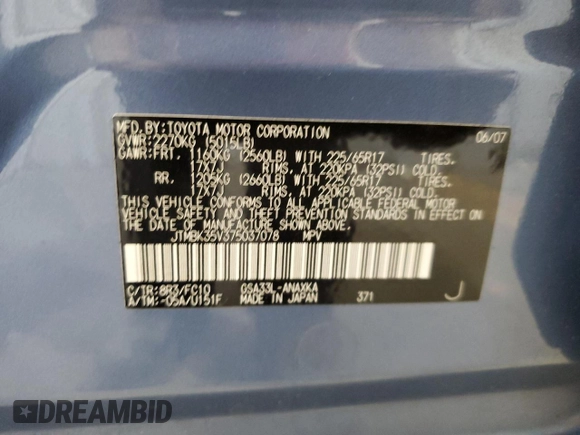 MFD.BY:TOYOTA MOTOR CORPORATION 06/07
GVWR:2270KG (5015LB)
GAWR:FR1. 1160KG (2560LB) WITH 225/65R17 TIRES.
17X7J RIMS, AT 220KPA (32PSI) COLD.
RR. 1205KG (2660LB) WITH 225/65R17 TIRES.
17X7J RIMS, AT 220KPA (32PSI) COLD.
THIS VEHICLE CONFORMS TO ALL APPLICABLE FEDERAL MOTOR
VEHICLE SAFETY AND THEFT PREVENTION STANDARDS IN EFFECT ON
THE DATE OF MANUFACTURE SHOWN ABOVE.
JTMBK35V375037078 MPV
C/TR:8R3/FC10 GSA33L-ANAXKA
A/TM:-05A/U151F MADE IN JAPAN 371 J
DREAMBID